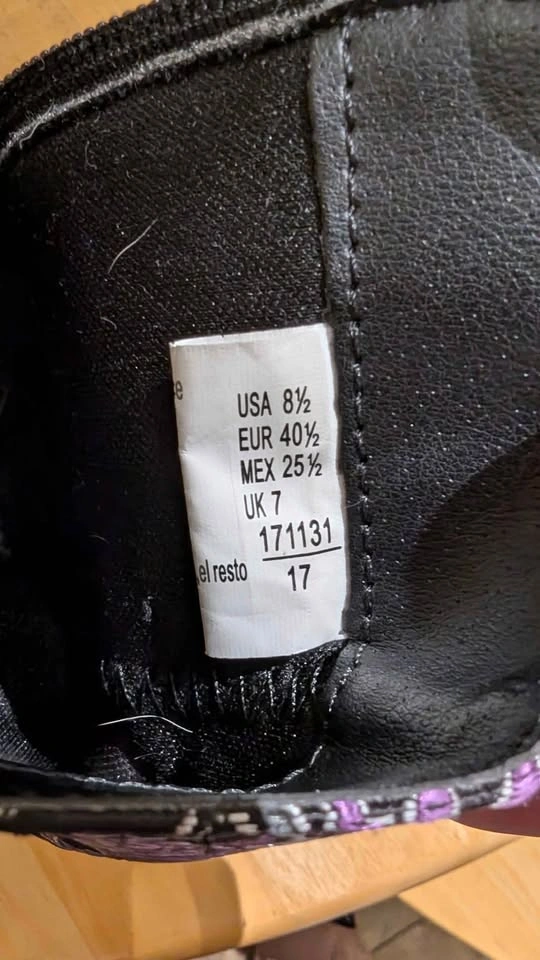 USA 8½
EUR 40½
MEX 25½
UK 7
171131
el resto 17